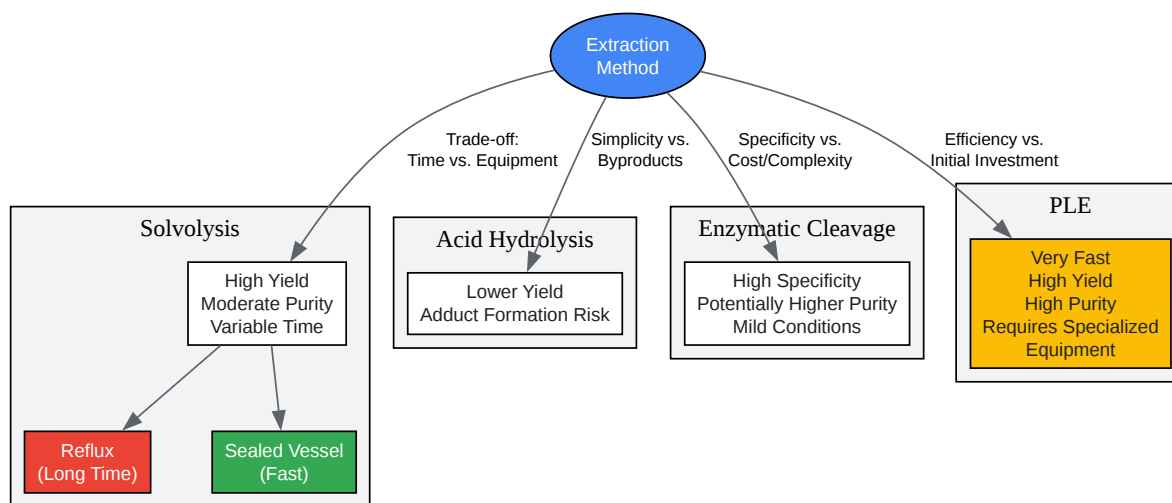 Extraction
Method
Trade-off:
Time vs. Equipment
Simplicity vs.
Byproducts
Specificity vs.
Cost/Complexity
Efficiency vs.
Initial Investment
Solvolysis
High Yield
Moderate Purity
Variable Time
Reflux
(Long Time)
Sealed Vessel
(Fast)
Acid Hydrolysis
Lower Yield
Adduct Formation Risk
Enzymatic Cleavage
High Specificity
Potentially Higher Purity
Mild Conditions
PLE
Very Fast
High Yield
High Purity
Requires Specialized
Equipment